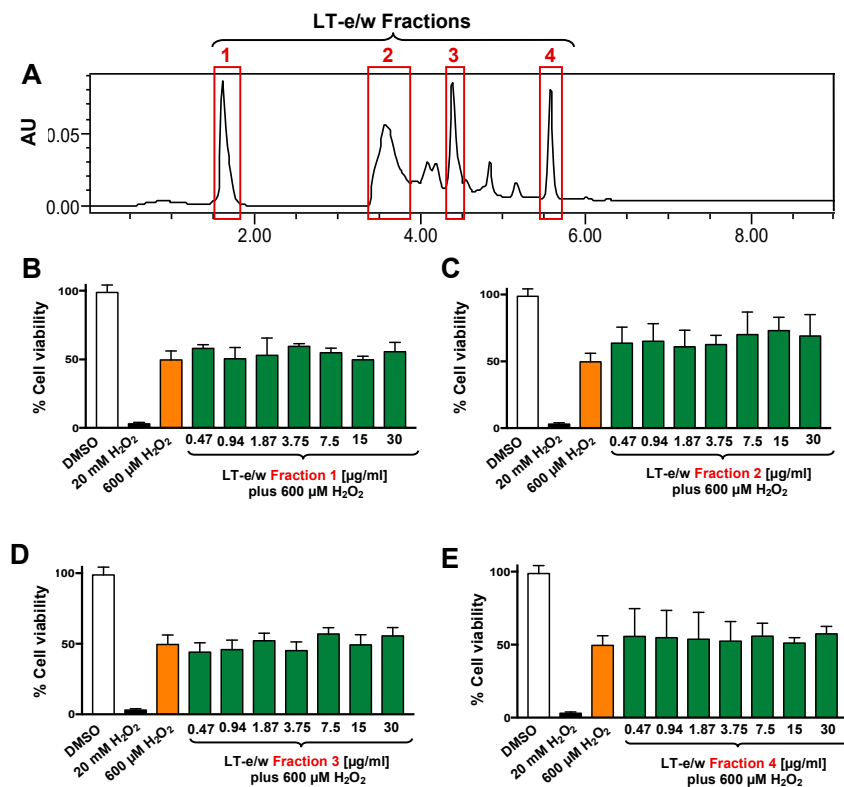 LT-e/w Fractions
1 2 3 4
A
AU
0.05
0.00
2.00 4.00 6.00 8.00
B
% Cell viability
100
50
0
DMSO
20 mM H₂O₂
600 µM H₂O₂
0.47 0.94 1.87 3.75 7.5 15 30
LT-e/w Fraction 1 [µg/ml]
plus 600 µM H₂O₂
C
% Cell viability
100
50
0
DMSO
20 mM H₂O₂
600 µM H₂O₂
0.47 0.94 1.87 3.75 7.5 15 30
LT-e/w Fraction 2 [µg/ml]
plus 600 µM H₂O₂
D
% Cell viability
100
50
0
DMSO
20 mM H₂O₂
600 µM H₂O₂
0.47 0.94 1.87 3.75 7.5 15 30
LT-e/w Fraction 3 [µg/ml]
plus 600 µM H₂O₂
E
% Cell viability
100
50
0
DMSO
20 mM H₂O₂
600 µM H₂O₂
0.47 0.94 1.87 3.75 7.5 15 30
LT-e/w Fraction 4 [µg/ml]
plus 600 µM H₂O₂